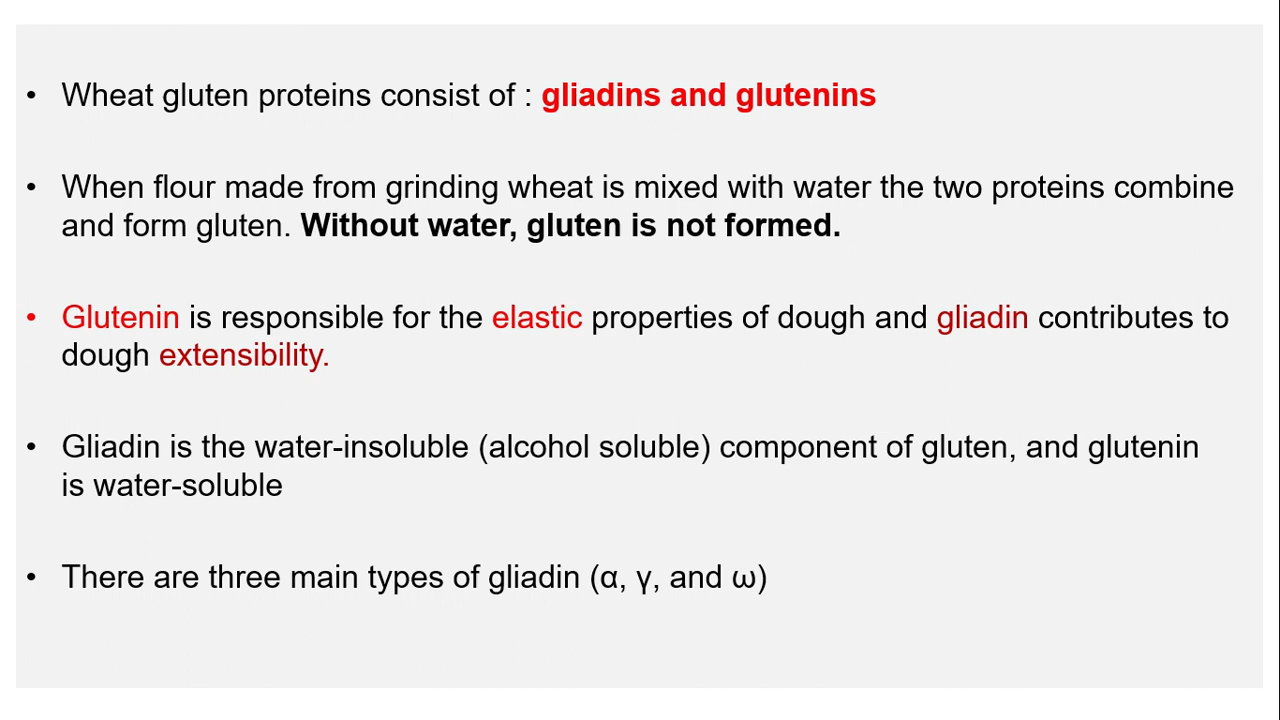 • Wheat gluten proteins consist of : gliadins and glutenins
• When flour made from grinding wheat is mixed with water the two proteins combine
and form gluten. Without water, gluten is not formed.
• Glutenin is responsible for the elastic properties of dough and gliadin contributes to
dough extensibility.
• Gliadin is the water-insoluble (alcohol soluble) component of gluten, and glutenin
is water-soluble
• There are three main types of gliadin (α, γ, and ω)